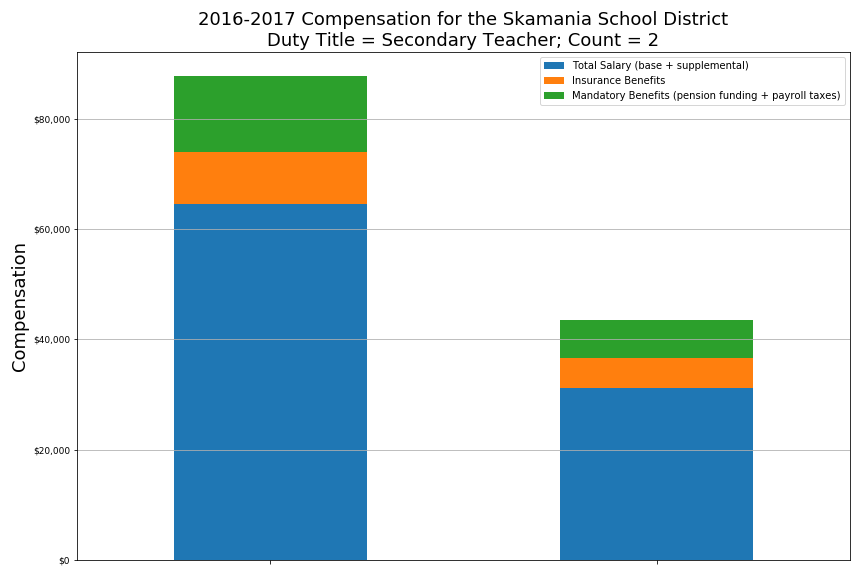 2016-2017 Compensation for the Skamania School District
Duty Title = Secondary Teacher; Count = 2
Total Salary (base + supplemental)
Insurance Benefits
Mandatory Benefits (pension funding + payroll taxes)
Compensation
$80,000
$60,000
$40,000
$20,000
$0